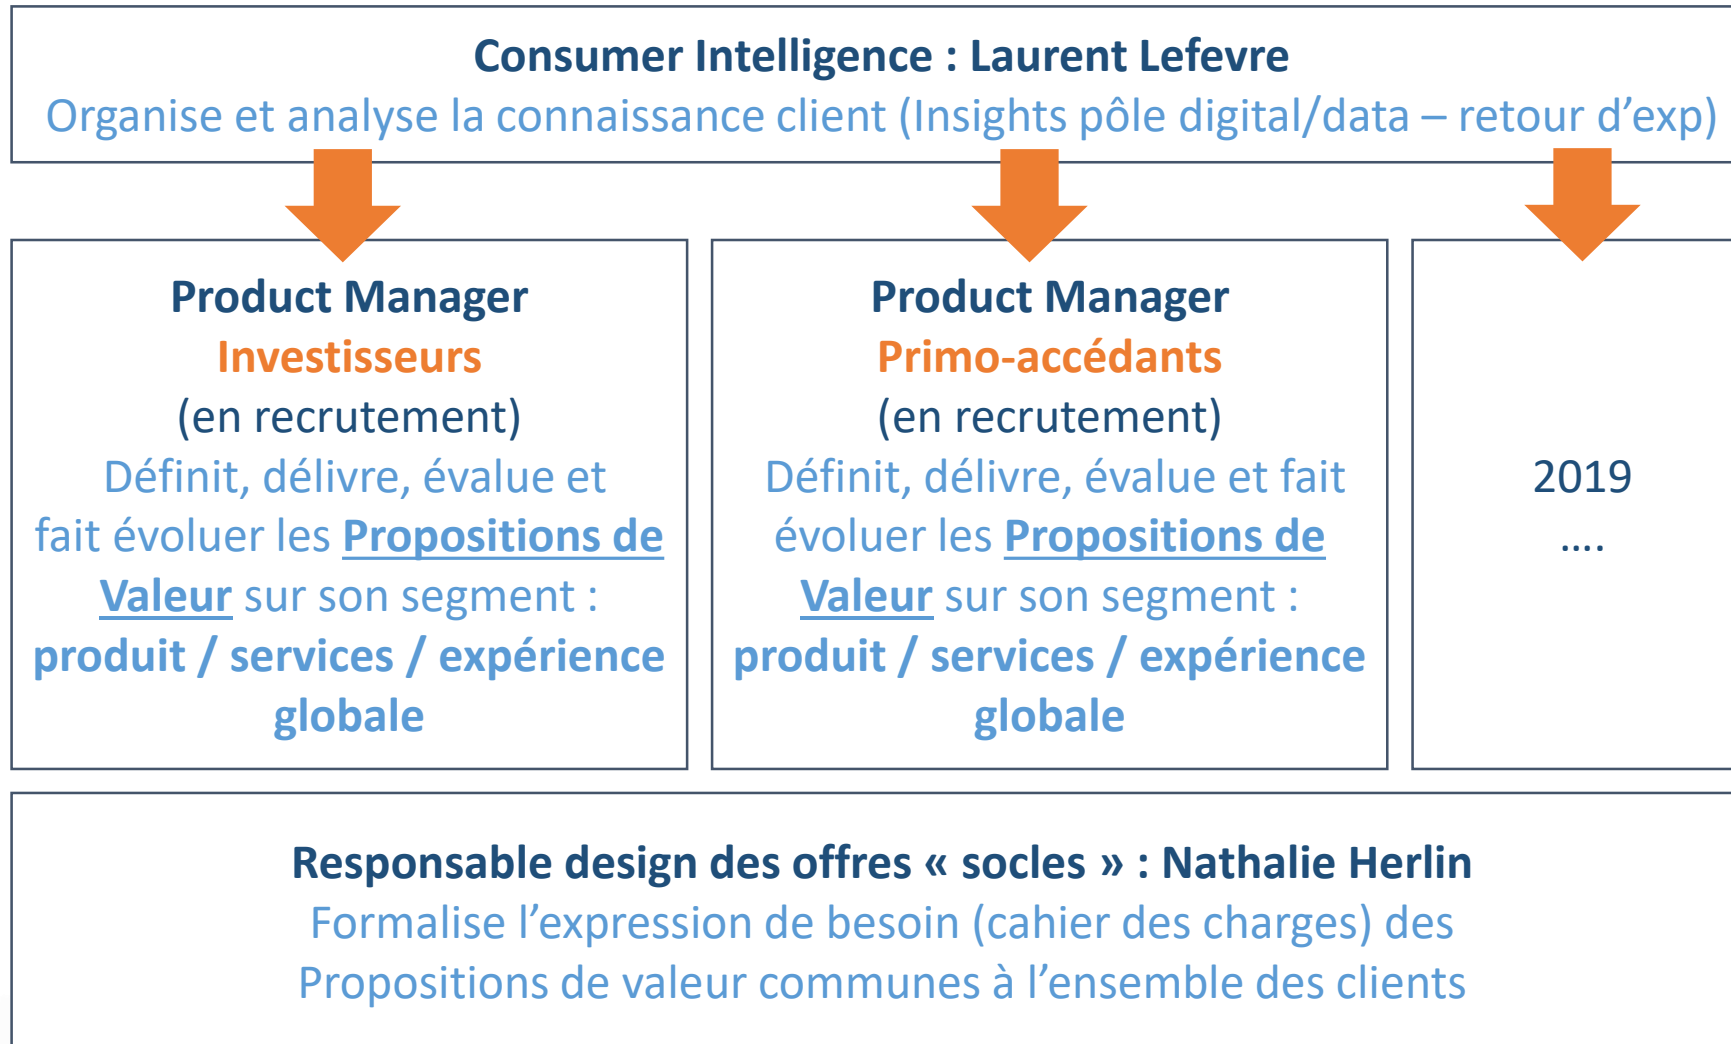 Consumer Intelligence : Laurent Lefevre
Organise et analyse la connaissance client (Insights pôle digital/data – retour d’exp)
Product Manager
Investisseurs
(en recrutement)
Définit, délivre, évalue et
fait évoluer les Propositions de
Valeur sur son segment :
produit / services / expérience
globale
Product Manager
Primo-accédants
(en recrutement)
Définit, délivre, évalue et fait
évoluer les Propositions de
Valeur sur son segment :
produit / services / expérience
globale
2019
….
Responsable design des offres « socles » : Nathalie Herlin
Formalise l’expression de besoin (cahier des charges) des
Propositions de valeur communes à l’ensemble des clients